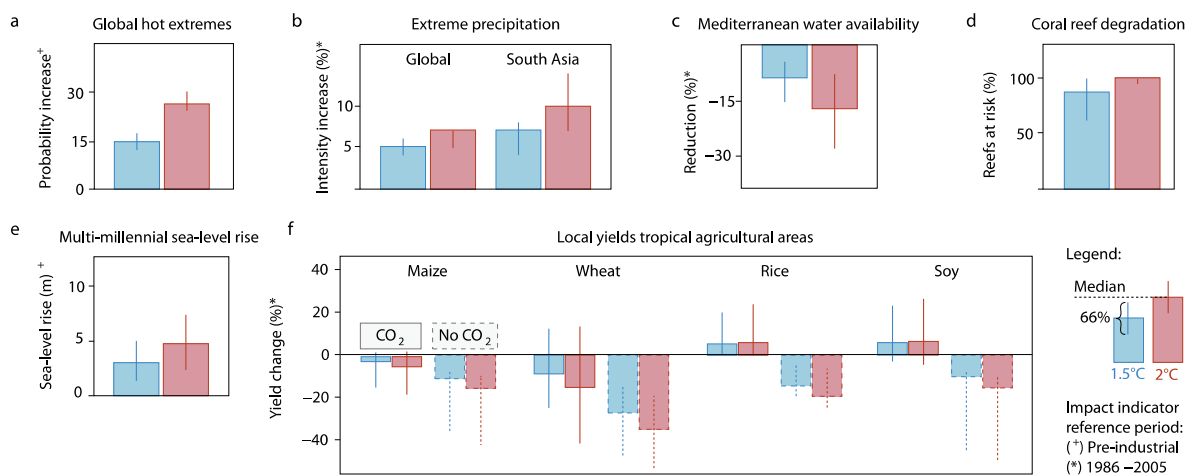 a Global hot extremes
Probability increase+
30
15
0
b Extreme precipitation
Intensity increase (%)*
Global South Asia
10
5
c Mediterranean water availability
Reduction (%)*
−15
−30
d Coral reef degradation
Reefs at risk (%)
100
50
0
e Multi-millennial sea-level rise
Sea-level rise (m) +
10
5
0
f Local yields tropical agricultural areas
Yield change (%)*
40
20
0
−20
−40
Maize Wheat Rice Soy
CO2 No CO2
Legend:
Median
66%
1.5°C 2°C
Impact indicator
reference period:
(+) Pre-industrial
(*) 1986 –2005